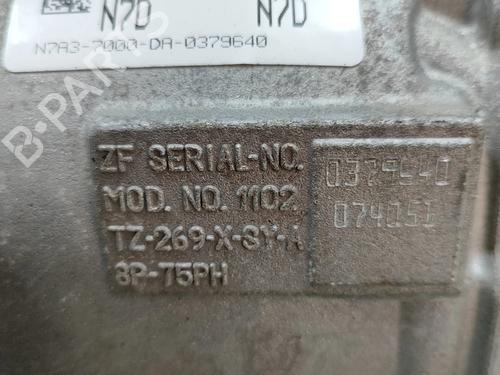 N7D N7D
N7A3-7000-DA-0379640
B-PARTS
ZF SERIAL-NO. 0379640
MOD. NO. 1102 074051
TZ-269-X-SY-A
8P-75PH